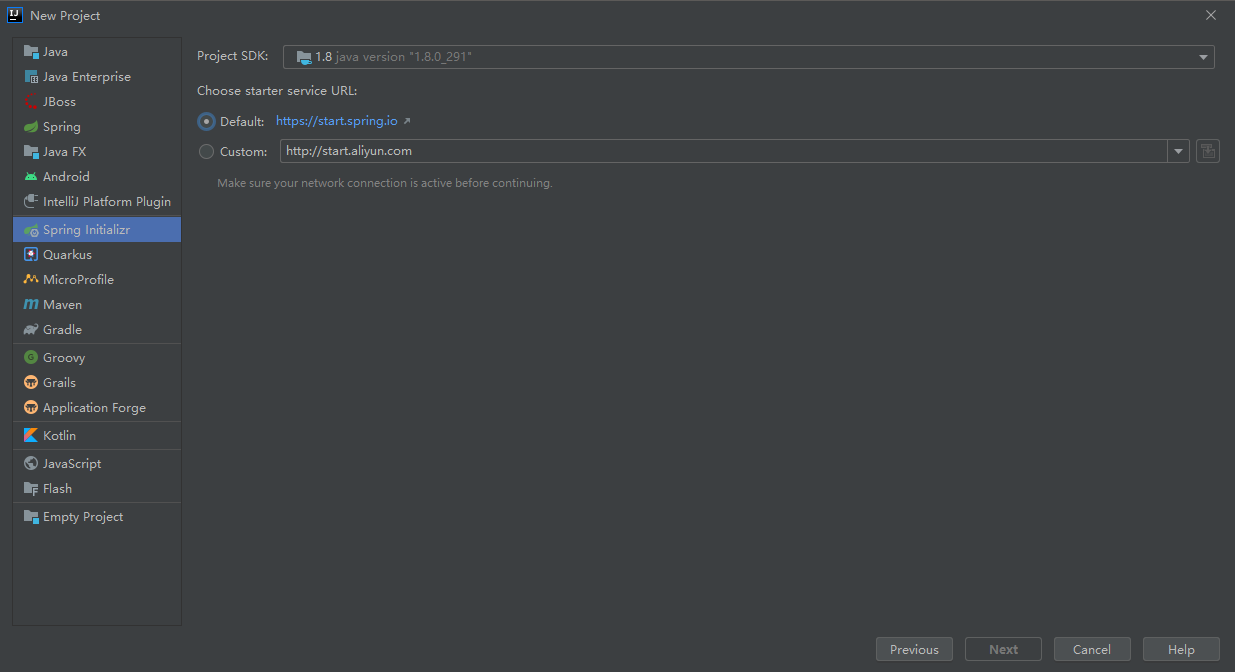 New Project
Java
Java Enterprise
JBoss
Spring
Java FX
Android
IntelliJ Platform Plugin
Spring Initializr
Quarkus
MicroProfile
Maven
Gradle
Groovy
Grails
Application Forge
Kotlin
JavaScript
Flash
Empty Project
Project SDK: 1.8 java version "1.8.0_291"
Choose starter service URL:
Default: https://start.spring.io
Custom: http://start.aliyun.com
Make sure your network connection is active before continuing.
Previous Next Cancel Help